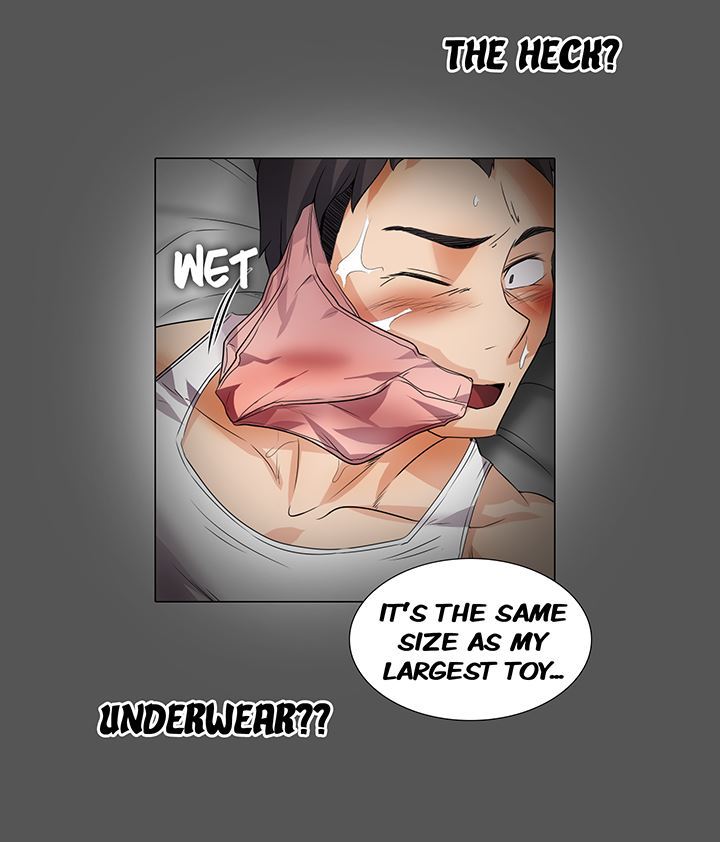 THE HECK?
WET
IT'S THE SAME
SIZE AS MY
LARGEST TOY...
UNDERWEAR??